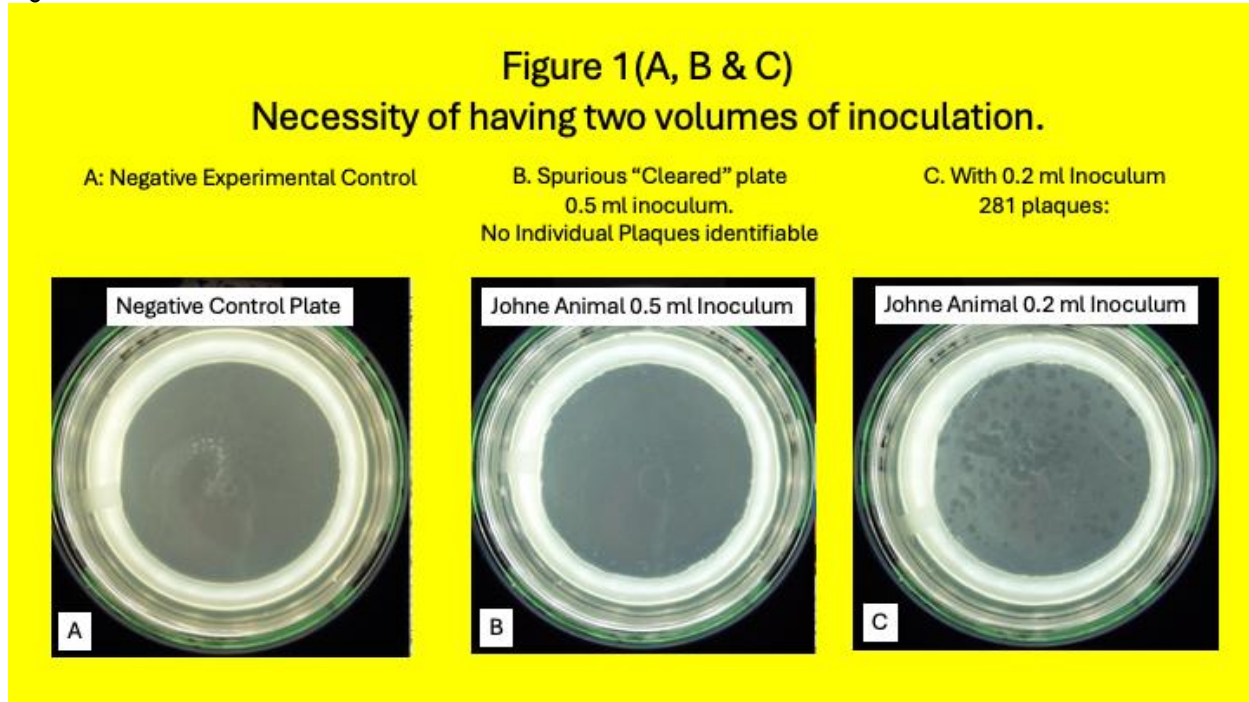 Figure 1(A, B & C)
Necessity of having two volumes of inoculation.
A: Negative Experimental Control
B. Spurious “Cleared” plate
0.5 ml inoculum.
No Individual Plaques identifiable
C. With 0.2 ml Inoculum
281 plaques:
Negative Control Plate
Johne Animal 0.5 ml Inoculum
Johne Animal 0.2 ml Inoculum
A
B
C